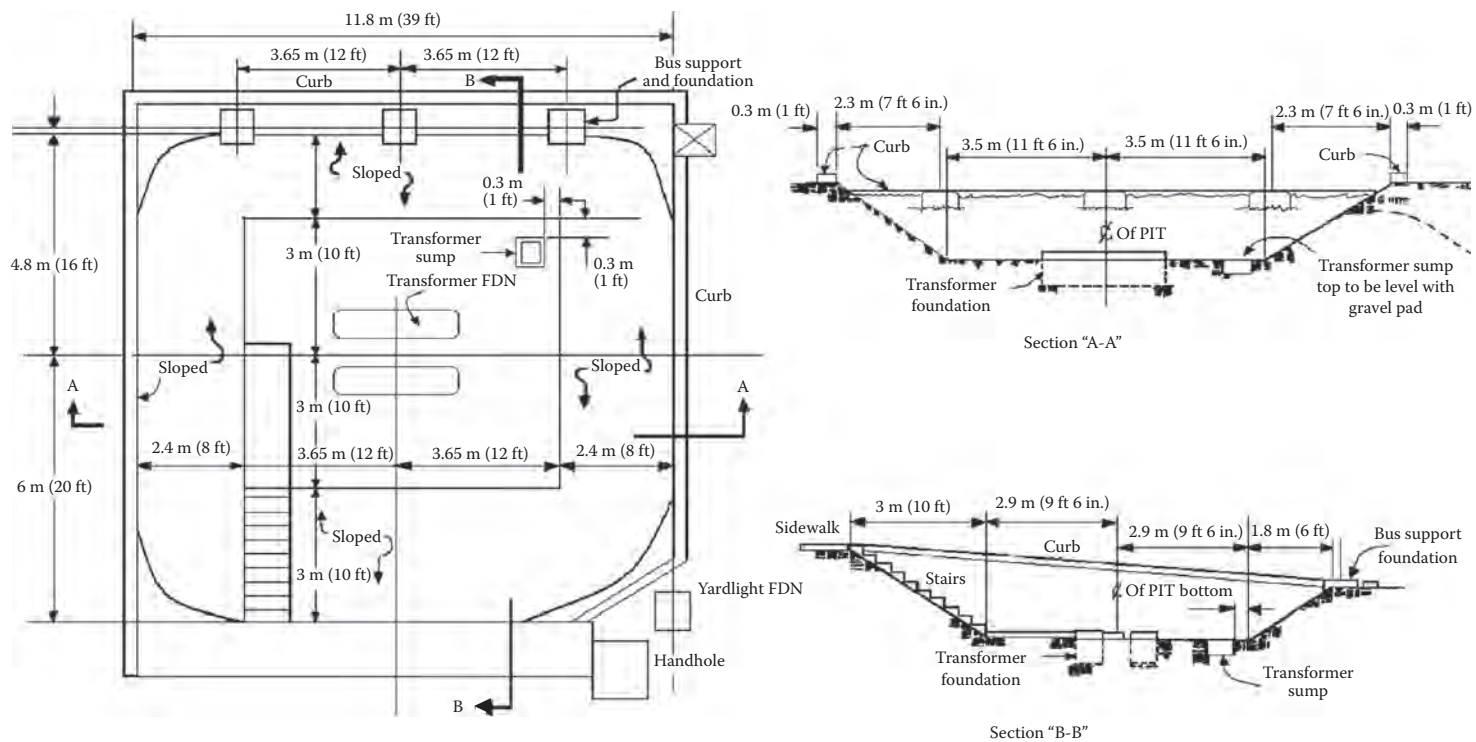 11.8 m (39 ft)
3.65 m (12 ft)
3.65 m (12 ft)
Curb
B
Bus support
and foundation
Sloped
0.3 m
(1 ft)
Transformer
sump
3 m (10 ft)
0.3 m
(1 ft)
Transformer FDN
4.8 m (16 ft)
Curb
Sloped
Sloped
A
A
3 m (10 ft)
2.4 m (8 ft)
3.65 m (12 ft)
3.65 m (12 ft)
2.4 m (8 ft)
6 m (20 ft)
Sloped
3 m (10 ft)
Yardlight FDN
Handhole
B
2.3 m (7 ft 6 in.)
2.3 m (7 ft 6 in.)
0.3 m (1 ft)
0.3 m (1 ft)
3.5 m (11 ft 6 in.)
3.5 m (11 ft 6 in.)
Curb
Curb
℄ Of PIT
Transformer
foundation
Transformer sump
top to be level with
gravel pad
Section “A-A”
3 m (10 ft)
2.9 m (9 ft 6 in.)
2.9 m (9 ft 6 in.)
1.8 m (6 ft)
Sidewalk
Curb
Bus support
foundation
Stairs
℄ Of PIT bottom
Transformer
foundation
Transformer
sump
Section “B-B”